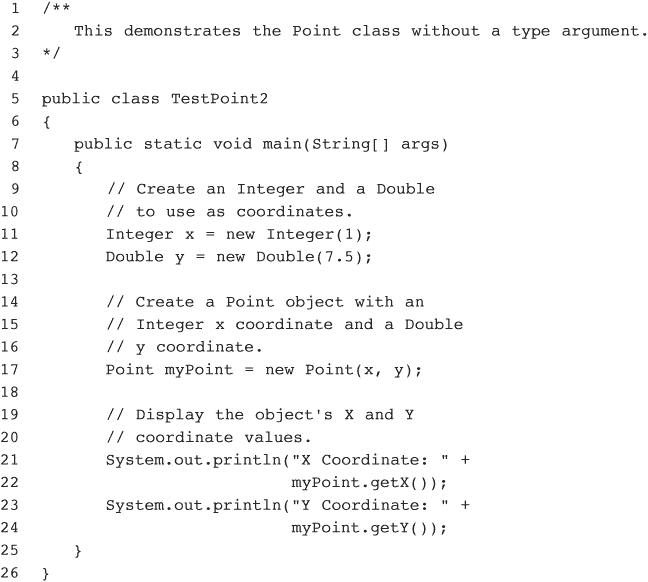 1 /**
2    This demonstrates the Point class without a type argument.
3 */
4
5 public class TestPoint2
6 {
7    public static void main(String[] args)
8    {
9       // Create an Integer and a Double
10       // to use as coordinates.
11       Integer x = new Integer(1);
12       Double y = new Double(7.5);
13
14       // Create a Point object with an
15       // Integer x coordinate and a Double
16       // y coordinate.
17       Point myPoint = new Point(x, y);
18
19       // Display the object's X and Y
20       // coordinate values.
21       System.out.println("X Coordinate: " +
22                          myPoint.getX());
23       System.out.println("Y Coordinate: " +
24                          myPoint.getY());
25    }
26 }